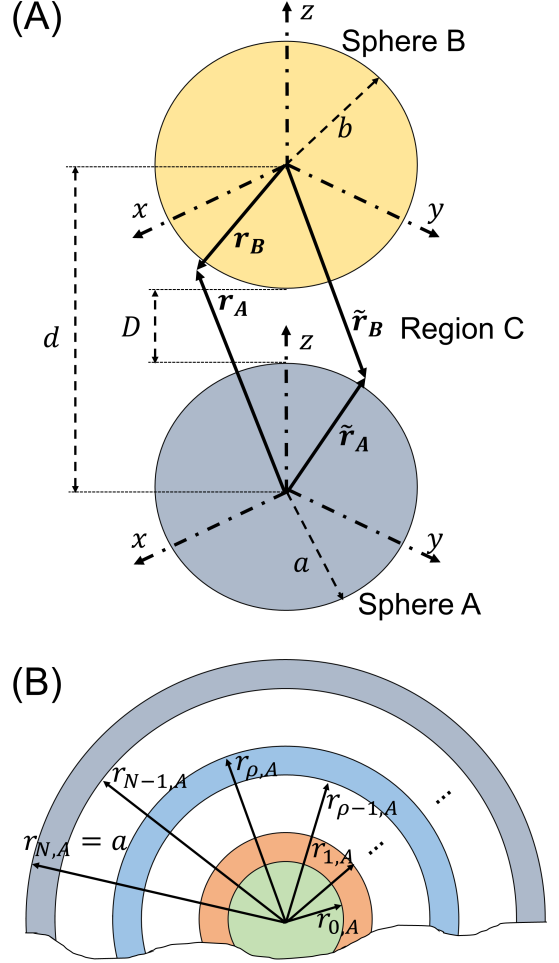 (A)
z
Sphere B
b
x
y
r_B
r_A
d
D
z
r̃_B
Region C
r̃_A
x
y
a
Sphere A
(B)
r_{ρ,A}
r_{N−1,A}
r_{ρ−1,A}
...
r_{N,A} = a
r_{1,A}
...
r_{0,A}